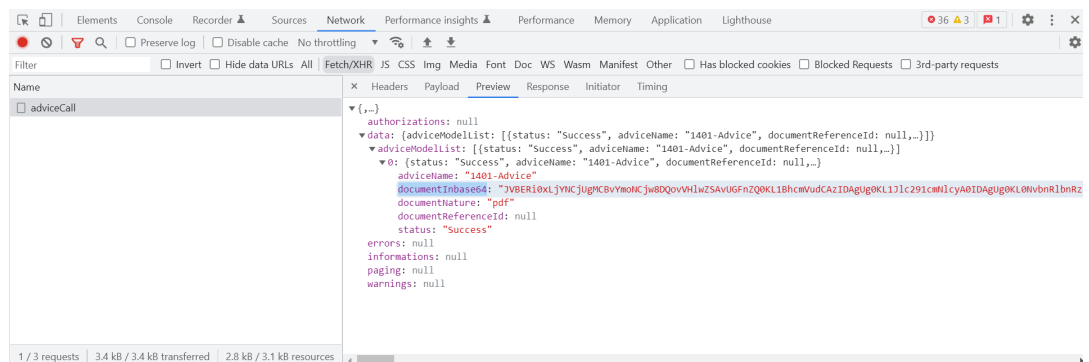 Elements Console Recorder Sources Network Performance insights Performance Memory Application Lighthouse 36 3 1
Preserve log Disable cache No throttling
Filter Invert Hide data URLs All Fetch/XHR JS CSS Img Media Font Doc WS Wasm Manifest Other Has blocked cookies Blocked Requests 3rd-party requests
Name × Headers Payload Preview Response Initiator Timing
adviceCall
▼{,…}
authorizations: null
▼data: {adviceModelList: [{status: "Success", adviceName: "1401-Advice", documentReferenceId: null,…}]}
▼adviceModelList: [{status: "Success", adviceName: "1401-Advice", documentReferenceId: null,…}]
▼0: {status: "Success", adviceName: "1401-Advice", documentReferenceId: null,…}
adviceName: "1401-Advice"
documentInbase64: "JVBERi0xLjYNCjUgMCBvYmoNCjw8DQovVHlwZSAvUGFnZQ0KL1BhcmVudCAzIDAgUg0KL1Jlc291cmNlcyA0IDAgUg0KL0NvbnRlbnRz
documentNature: "pdf"
documentReferenceId: null
status: "Success"
errors: null
informations: null
paging: null
warnings: null
1 / 3 requests 3.4 kB / 3.4 kB transferred 2.8 kB / 3.1 kB resources